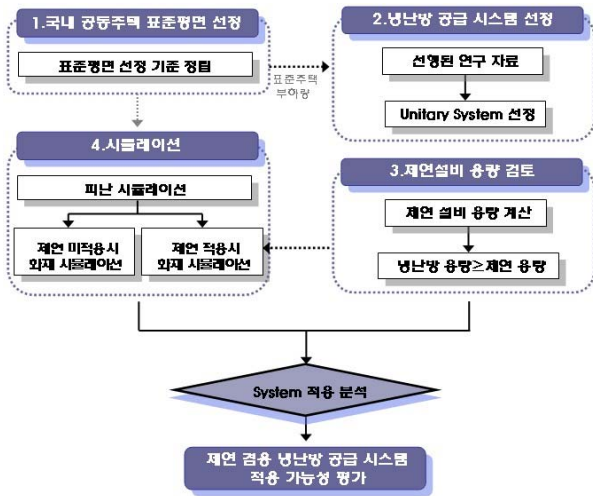 1.국내 공동주택 표준평면 선정
표준평면 선정 기준 정립
표준주택
부하량
2.냉난방 공급 시스템 선정
선행된 연구 자료
Unitary System 선정
4.시뮬레이션
피난 시뮬레이션
제연 미적용시
화재 시뮬레이션
제연 적용시
화재 시뮬레이션
3.제연설비 용량 검토
제연 설비 용량 계산
냉난방 용량≥제연 용량
System 적용 분석
제연 겸용 냉난방 공급 시스템
적용 가능성 평가